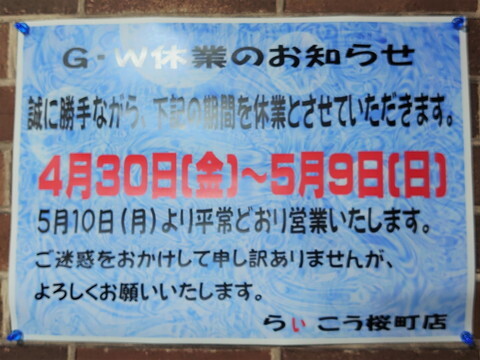 G・W休業のお知らせ
誠に勝手ながら、下記の期間を休業とさせていただきます。
4月30日(金)～5月9日(日)
5月10日(月)より平常どおり営業いたします。
ご迷惑をおかけして申し訳ありませんが、
よろしくお願いいたします。
らぃこう桜町店